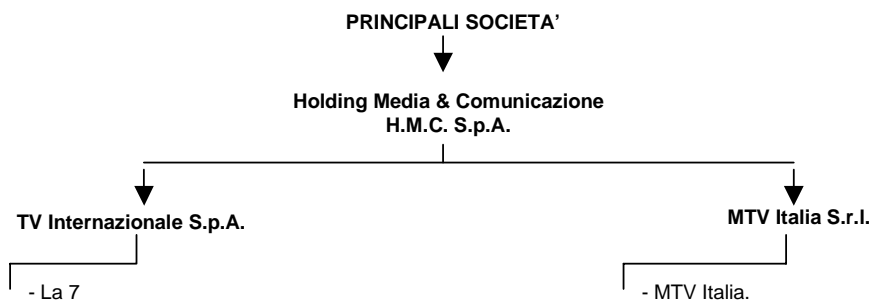 PRINCIPALI SOCIETA’
Holding Media & Comunicazione
H.M.C. S.p.A.
TV Internazionale S.p.A.
MTV Italia S.r.l.
- La 7
- MTV Italia.